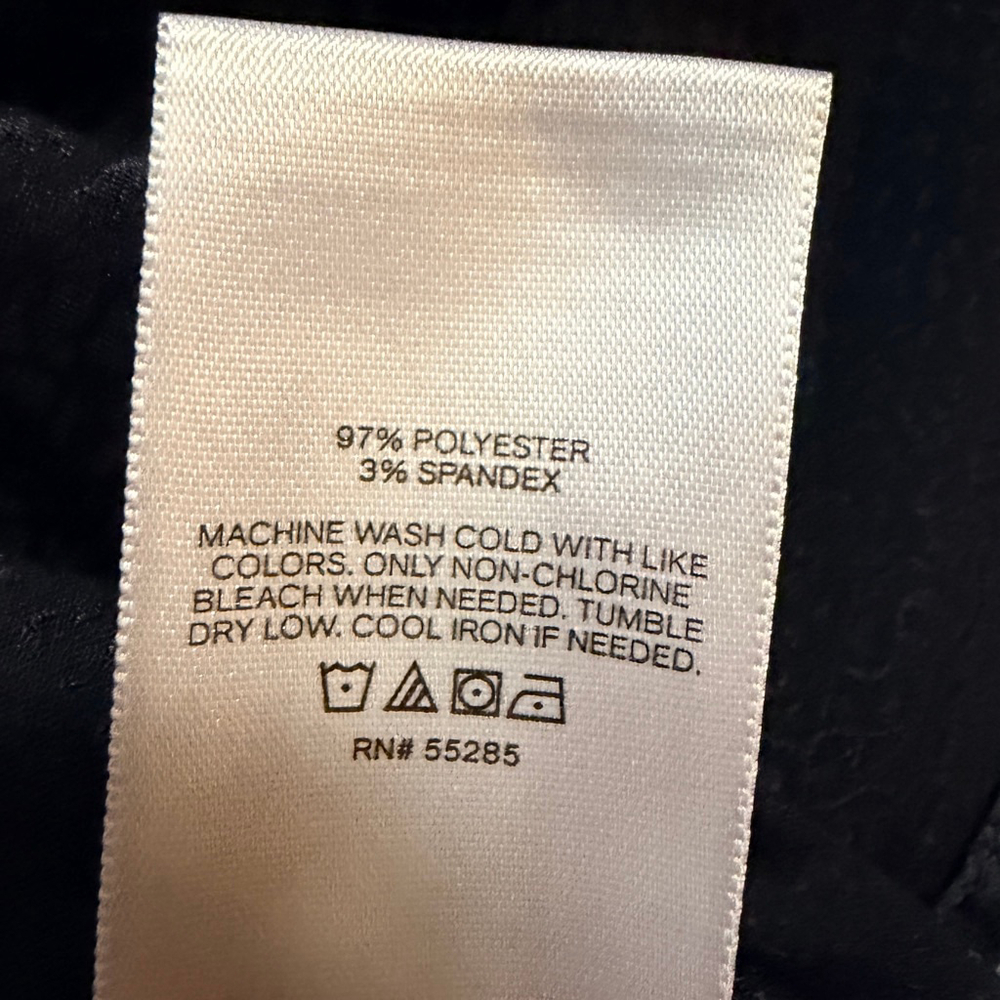 97% POLYESTER
3% SPANDEX
MACHINE WASH COLD WITH LIKE
COLORS. ONLY NON-CHLORINE
BLEACH WHEN NEEDED. TUMBLE
DRY LOW. COOL IRON IF NEEDED.
RN# 55285